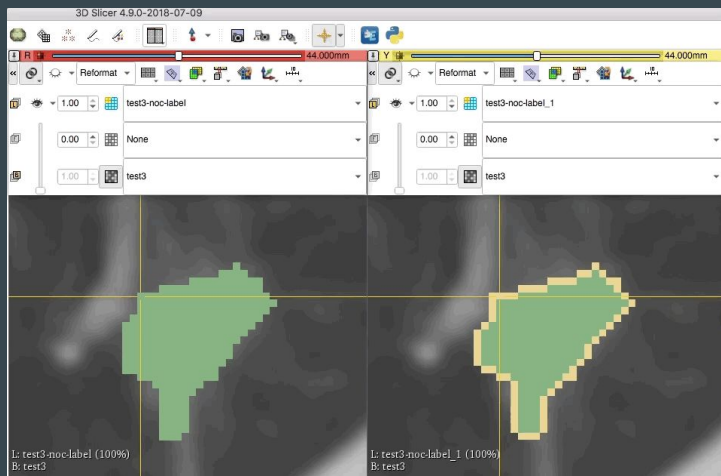 3D Slicer 4.9.0-2018-07-09
R 44.000mm
Y 44.000mm
Reformat
Reformat
1.00 test3-noc-label
1.00 test3-noc-label_1
0.00 None
0.00 None
1.00 test3
1.00 test3
L: test3-noc-label (100%)
B: test3
L: test3-noc-label_1 (100%)
B: test3